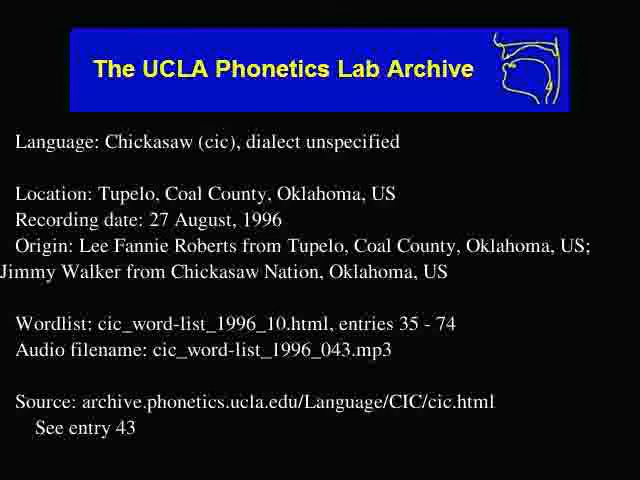 The UCLA Phonetics Lab Archive
Language: Chickasaw (cic), dialect unspecified
Location: Tupelo, Coal County, Oklahoma, US
Recording date: 27 August, 1996
Origin: Lee Fannie Roberts from Tupelo, Coal County, Oklahoma, US;
Jimmy Walker from Chickasaw Nation, Oklahoma, US
Wordlist: cic_word-list_1996_10.html, entries 35 - 74
Audio filename: cic_word-list_1996_043.mp3
Source: archive.phonetics.ucla.edu/Language/CIC/cic.html
See entry 43